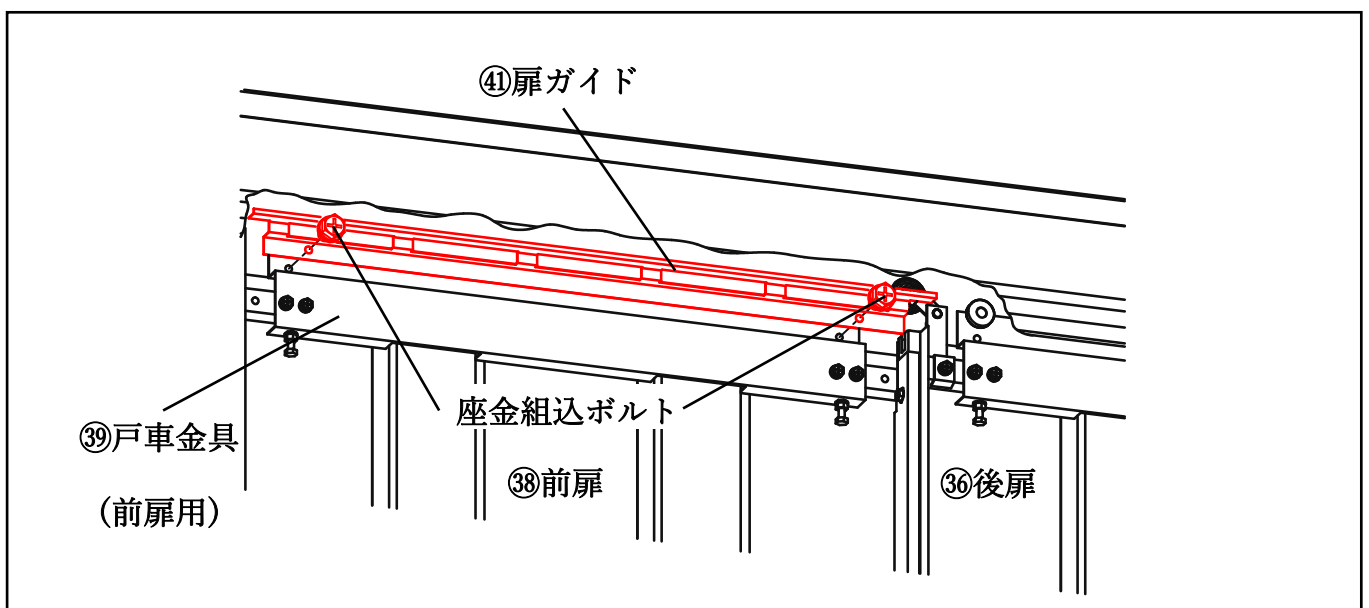 ㊶扉ガイド
座金組込ボルト
㊴戸車金具
（前扉用）
㊳前扉
㊱後扉